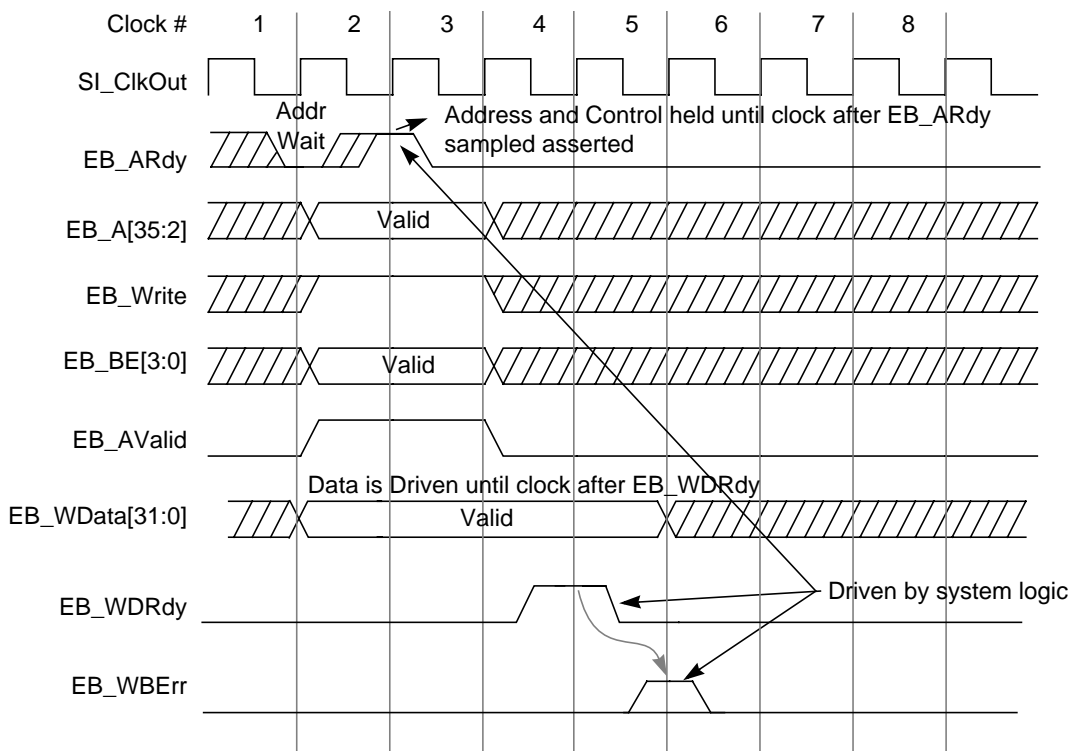 Clock # 1 2 3 4 5 6 7 8
SI_ClkOut
Addr
Wait
Address and Control held until clock after EB_ARdy
sampled asserted
EB_ARdy
EB_A[35:2] Valid
EB_Write
EB_BE[3:0] Valid
EB_AValid
Data is Driven until clock after EB_WDRdy
EB_WData[31:0] Valid
EB_WDRdy
Driven by system logic
EB_WBErr